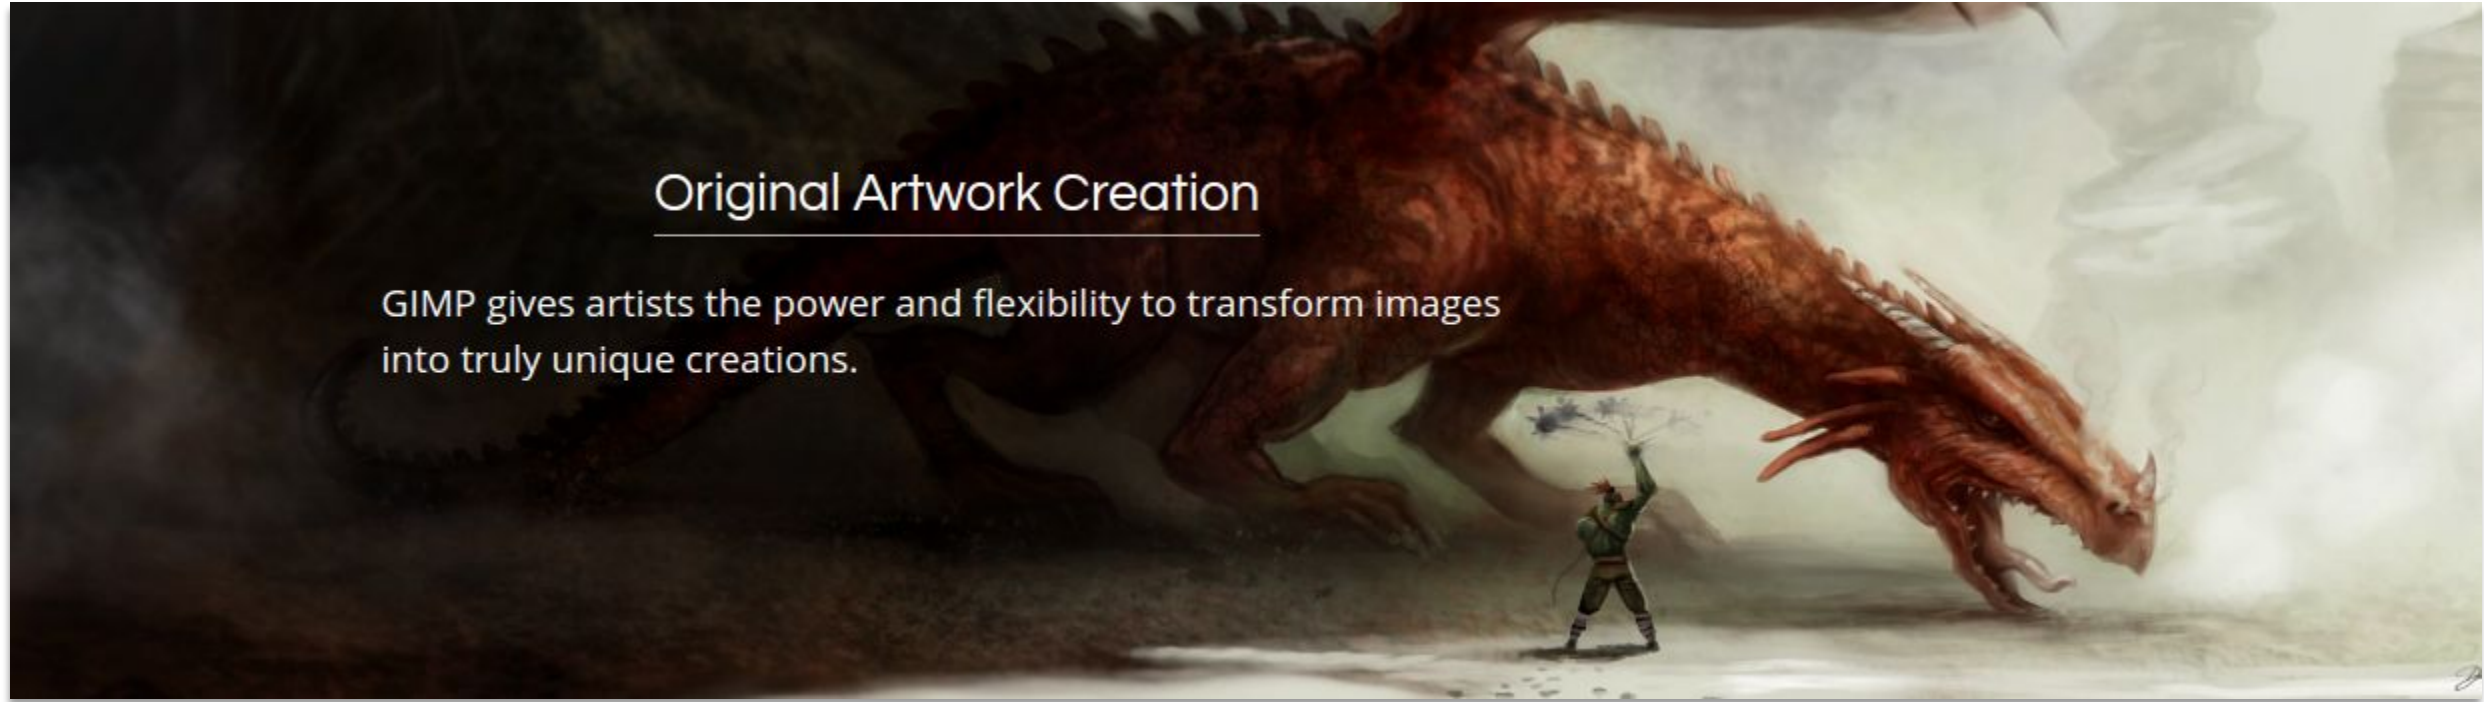 Original Artwork Creation
GIMP gives artists the power and flexibility to transform images
into truly unique creations.